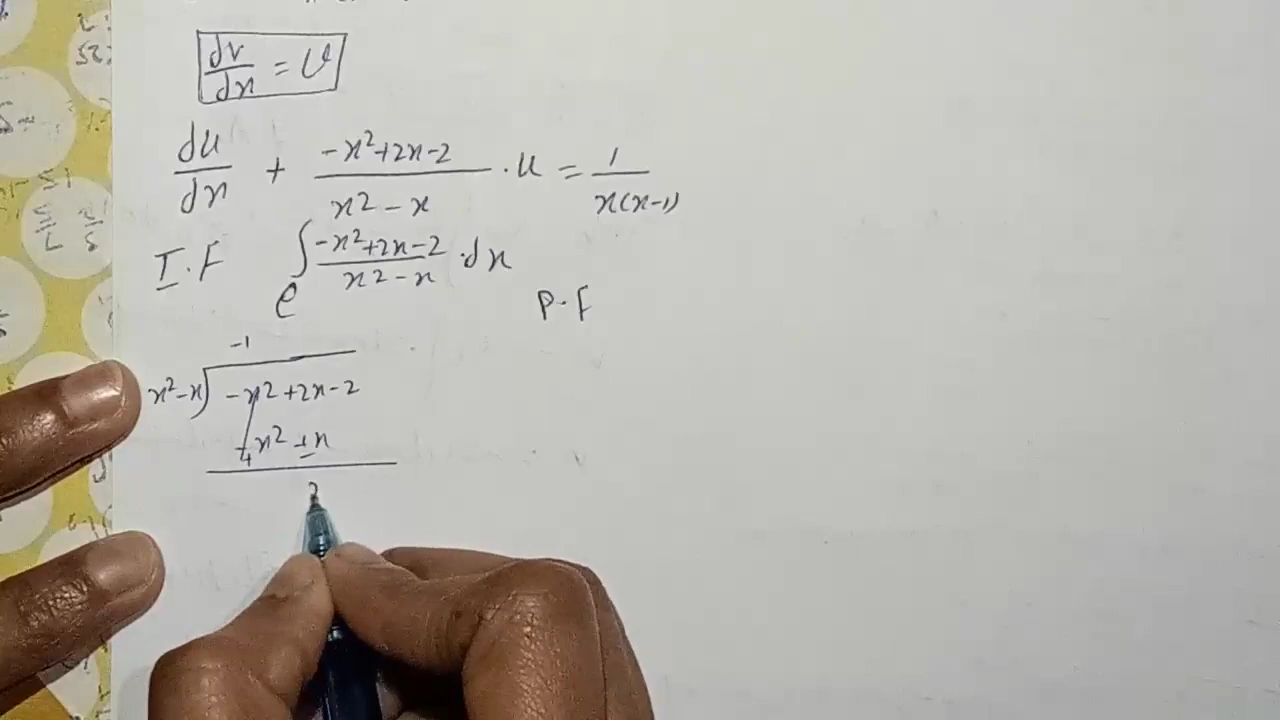 dv/dx = U
du/dx + (-x²+2x-2)/(x² - x) · u = 1/(x(x-1))
I.F e^∫ (-x²+2x-2)/(x²-x) · dx
P.F
-1
x²-x) -x²+2x-2
-x² + x